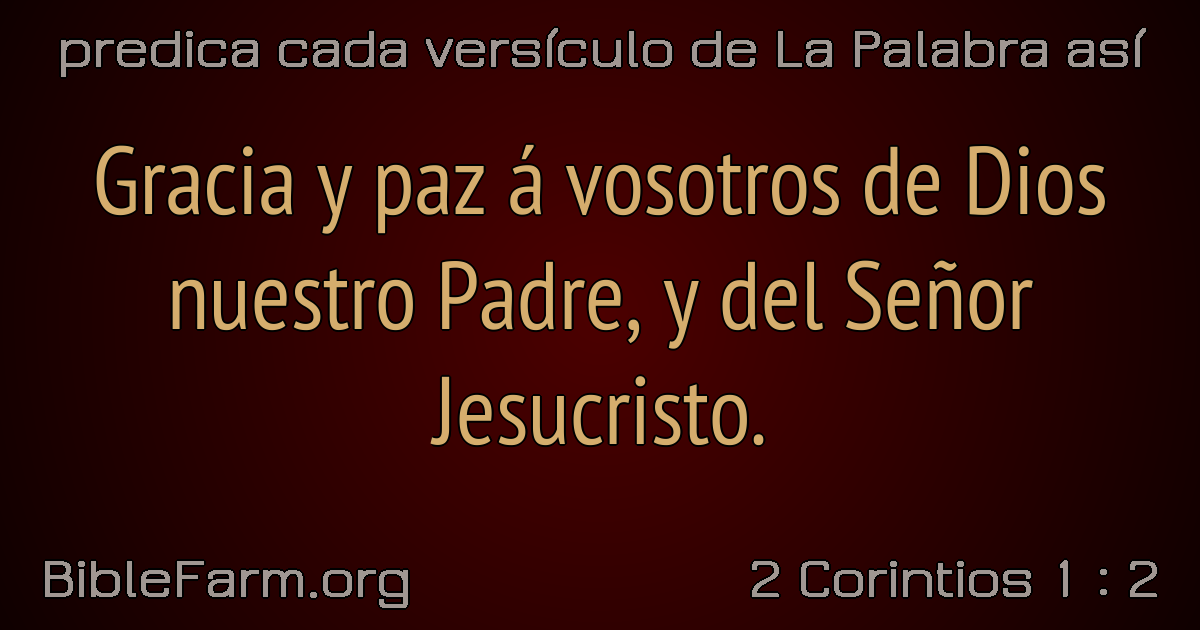 predica cada versículo de La Palabra así
Gracia y paz á vosotros de Dios
nuestro Padre, y del Señor
Jesucristo.
BibleFarm.org
2 Corintios 1 : 2